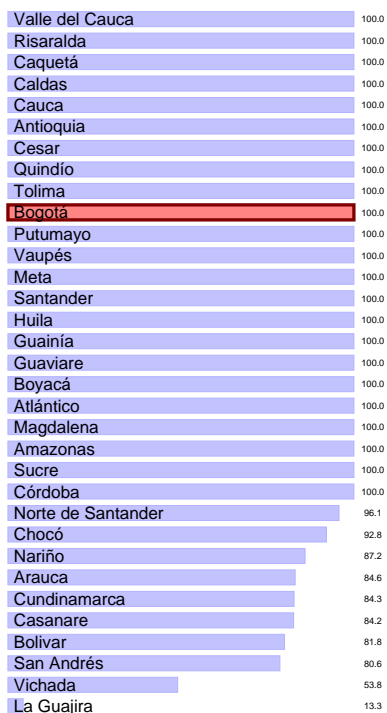 Valle del Cauca 100.0
Risaralda 100.0
Caquetá 100.0
Caldas 100.0
Cauca 100.0
Antioquia 100.0
Cesar 100.0
Quindío 100.0
Tolima 100.0
Bogotá 100.0
Putumayo 100.0
Vaupés 100.0
Meta 100.0
Santander 100.0
Huila 100.0
Guainía 100.0
Guaviare 100.0
Boyacá 100.0
Atlántico 100.0
Magdalena 100.0
Amazonas 100.0
Sucre 100.0
Córdoba 100.0
Norte de Santander 96.1
Chocó 92.8
Nariño 87.2
Arauca 84.6
Cundinamarca 84.3
Casanare 84.2
Bolivar 81.8
San Andrés 80.6
Vichada 53.8
La Guajira 13.3